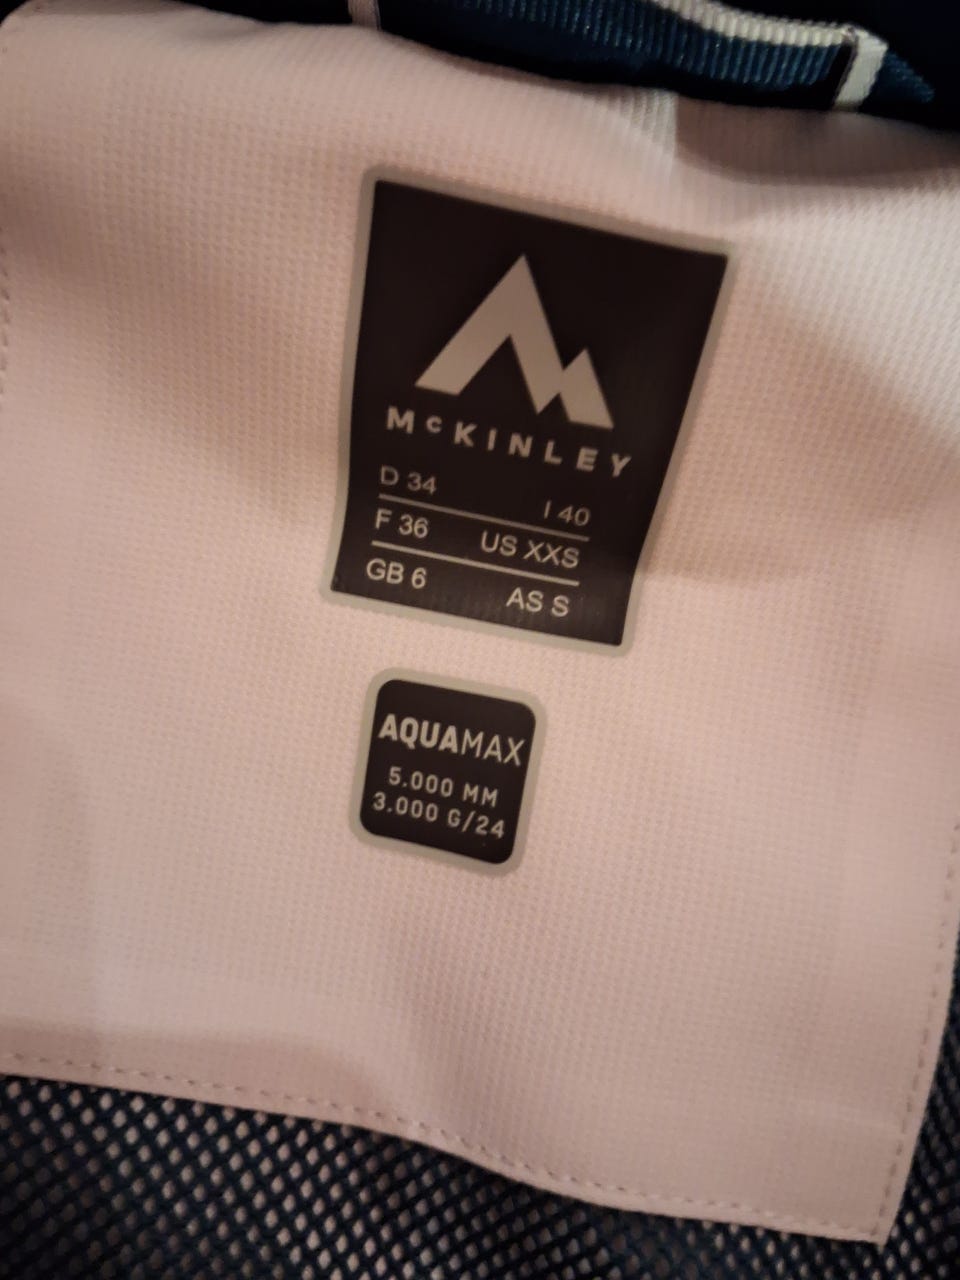 McKINLEY
D 34 I 40
F 36 US XXS
GB 6 AS S
AQUAMAX
5.000 MM
3.000 G/24